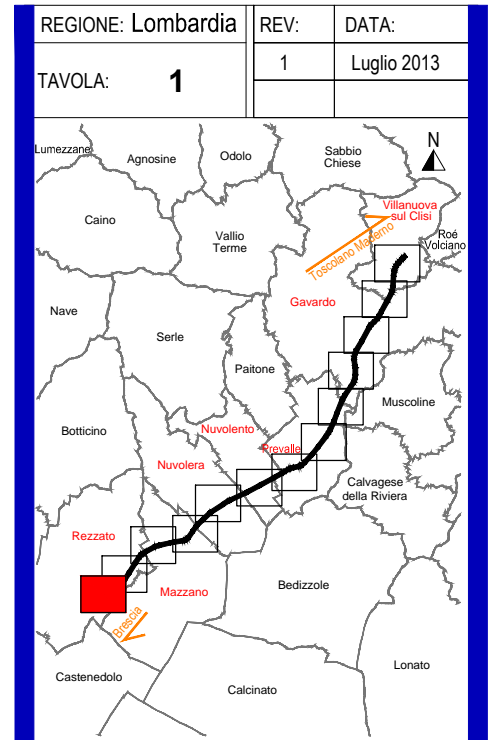 REGIONE: Lombardia
REV:
DATA:
TAVOLA: 1
1
Luglio 2013
N
Lumezzane
Agnosine
Odolo
Sabbio
Chiese
Villanuova
sul Clisi
Caino
Vallio
Terme
Roé
Volciano
Toscolano Maderno
Gavardo
Nave
Serle
Paitone
Muscoline
Botticino
Nuvolento
Prevalle
Nuvolera
Calvagese
della Riviera
Rezzato
Mazzano
Bedizzole
Brescia
Lonato
Castenedolo
Calcinato